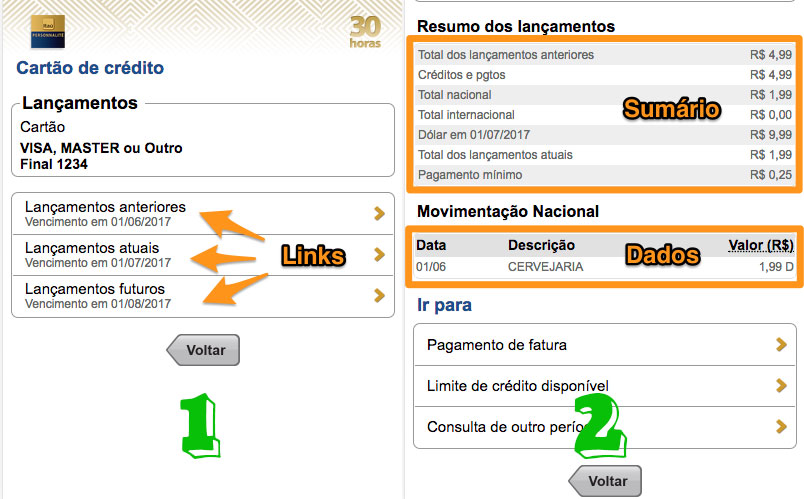 Itaú
PERSONNALITÉ
30
horas
Cartão de crédito
Lançamentos
Cartão
VISA, MASTER ou Outro
Final 1234
Lançamentos anteriores
Vencimento em 01/06/2017
Lançamentos atuais
Vencimento em 01/07/2017
Lançamentos futuros
Vencimento em 01/08/2017
Links
Voltar
1
Resumo dos lançamentos
Total dos lançamentos anteriores R$ 4,99
Créditos e pgtos R$ 4,99
Total nacional R$ 1,99
Total internacional R$ 0,00
Dólar em 01/07/2017 R$ 9,99
Total dos lançamentos atuais R$ 1,99
Pagamento mínimo R$ 0,25
Sumário
Movimentação Nacional
Data Descrição Valor (R$)
01/06 CERVEJARIA 1,99 D
Dados
Ir para
Pagamento de fatura
Limite de crédito disponível
Consulta de outro
2
Voltar